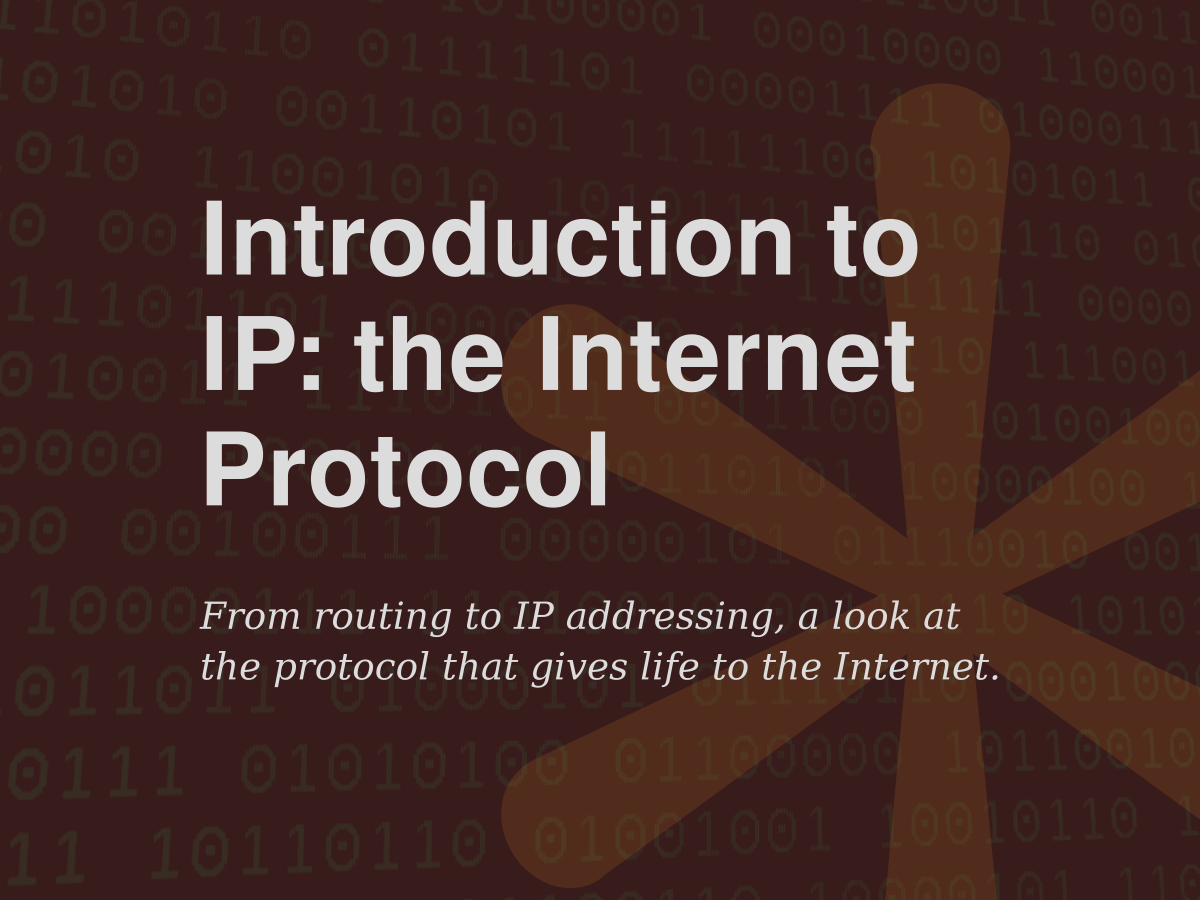 Introduction to
IP: the Internet
Protocol
From routing to IP addressing, a look at
the protocol that gives life to the Internet.